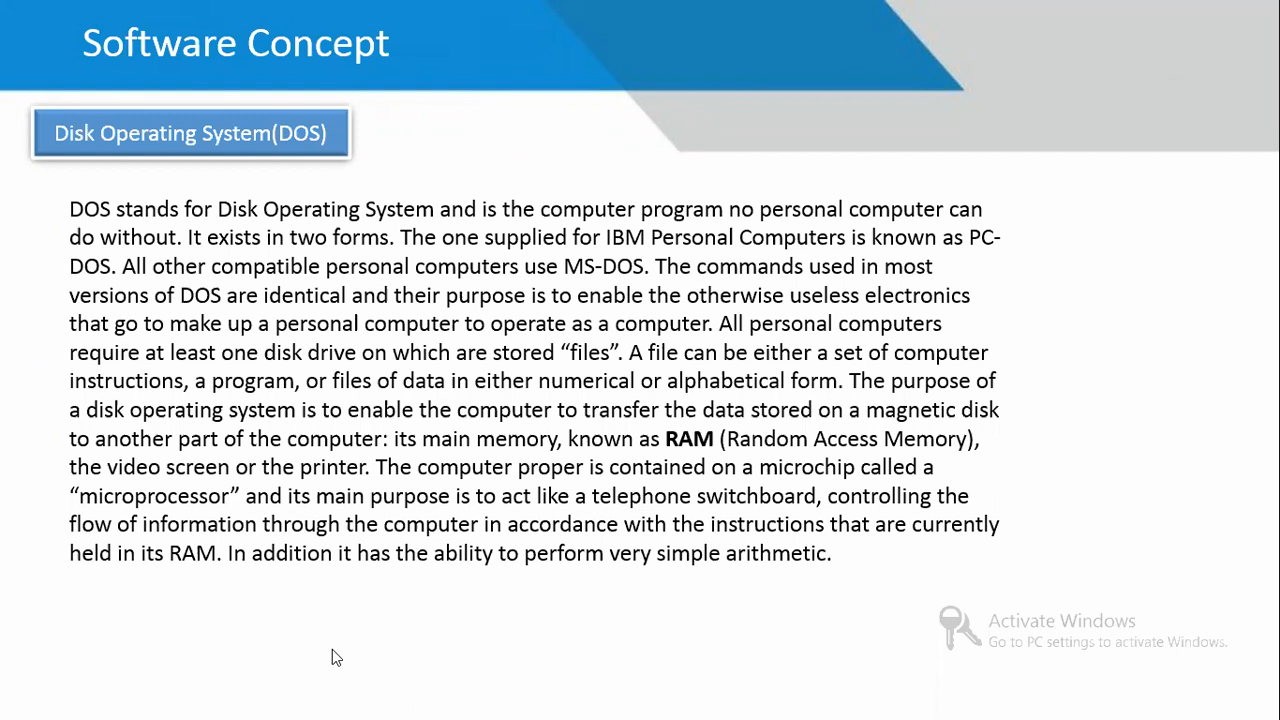 Software Concept
Disk Operating System(DOS)
DOS stands for Disk Operating System and is the computer program no personal computer can
do without. It exists in two forms. The one supplied for IBM Personal Computers is known as PC-
DOS. All other compatible personal computers use MS-DOS. The commands used in most
versions of DOS are identical and their purpose is to enable the otherwise useless electronics
that go to make up a personal computer to operate as a computer. All personal computers
require at least one disk drive on which are stored “files”. A file can be either a set of computer
instructions, a program, or files of data in either numerical or alphabetical form. The purpose of
a disk operating system is to enable the computer to transfer the data stored on a magnetic disk
to another part of the computer: its main memory, known as RAM (Random Access Memory),
the video screen or the printer. The computer proper is contained on a microchip called a
“microprocessor” and its main purpose is to act like a telephone switchboard, controlling the
flow of information through the computer in accordance with the instructions that are currently
held in its RAM. In addition it has the ability to perform very simple arithmetic.
Activate Windows
Go to PC settings to activate Windows.